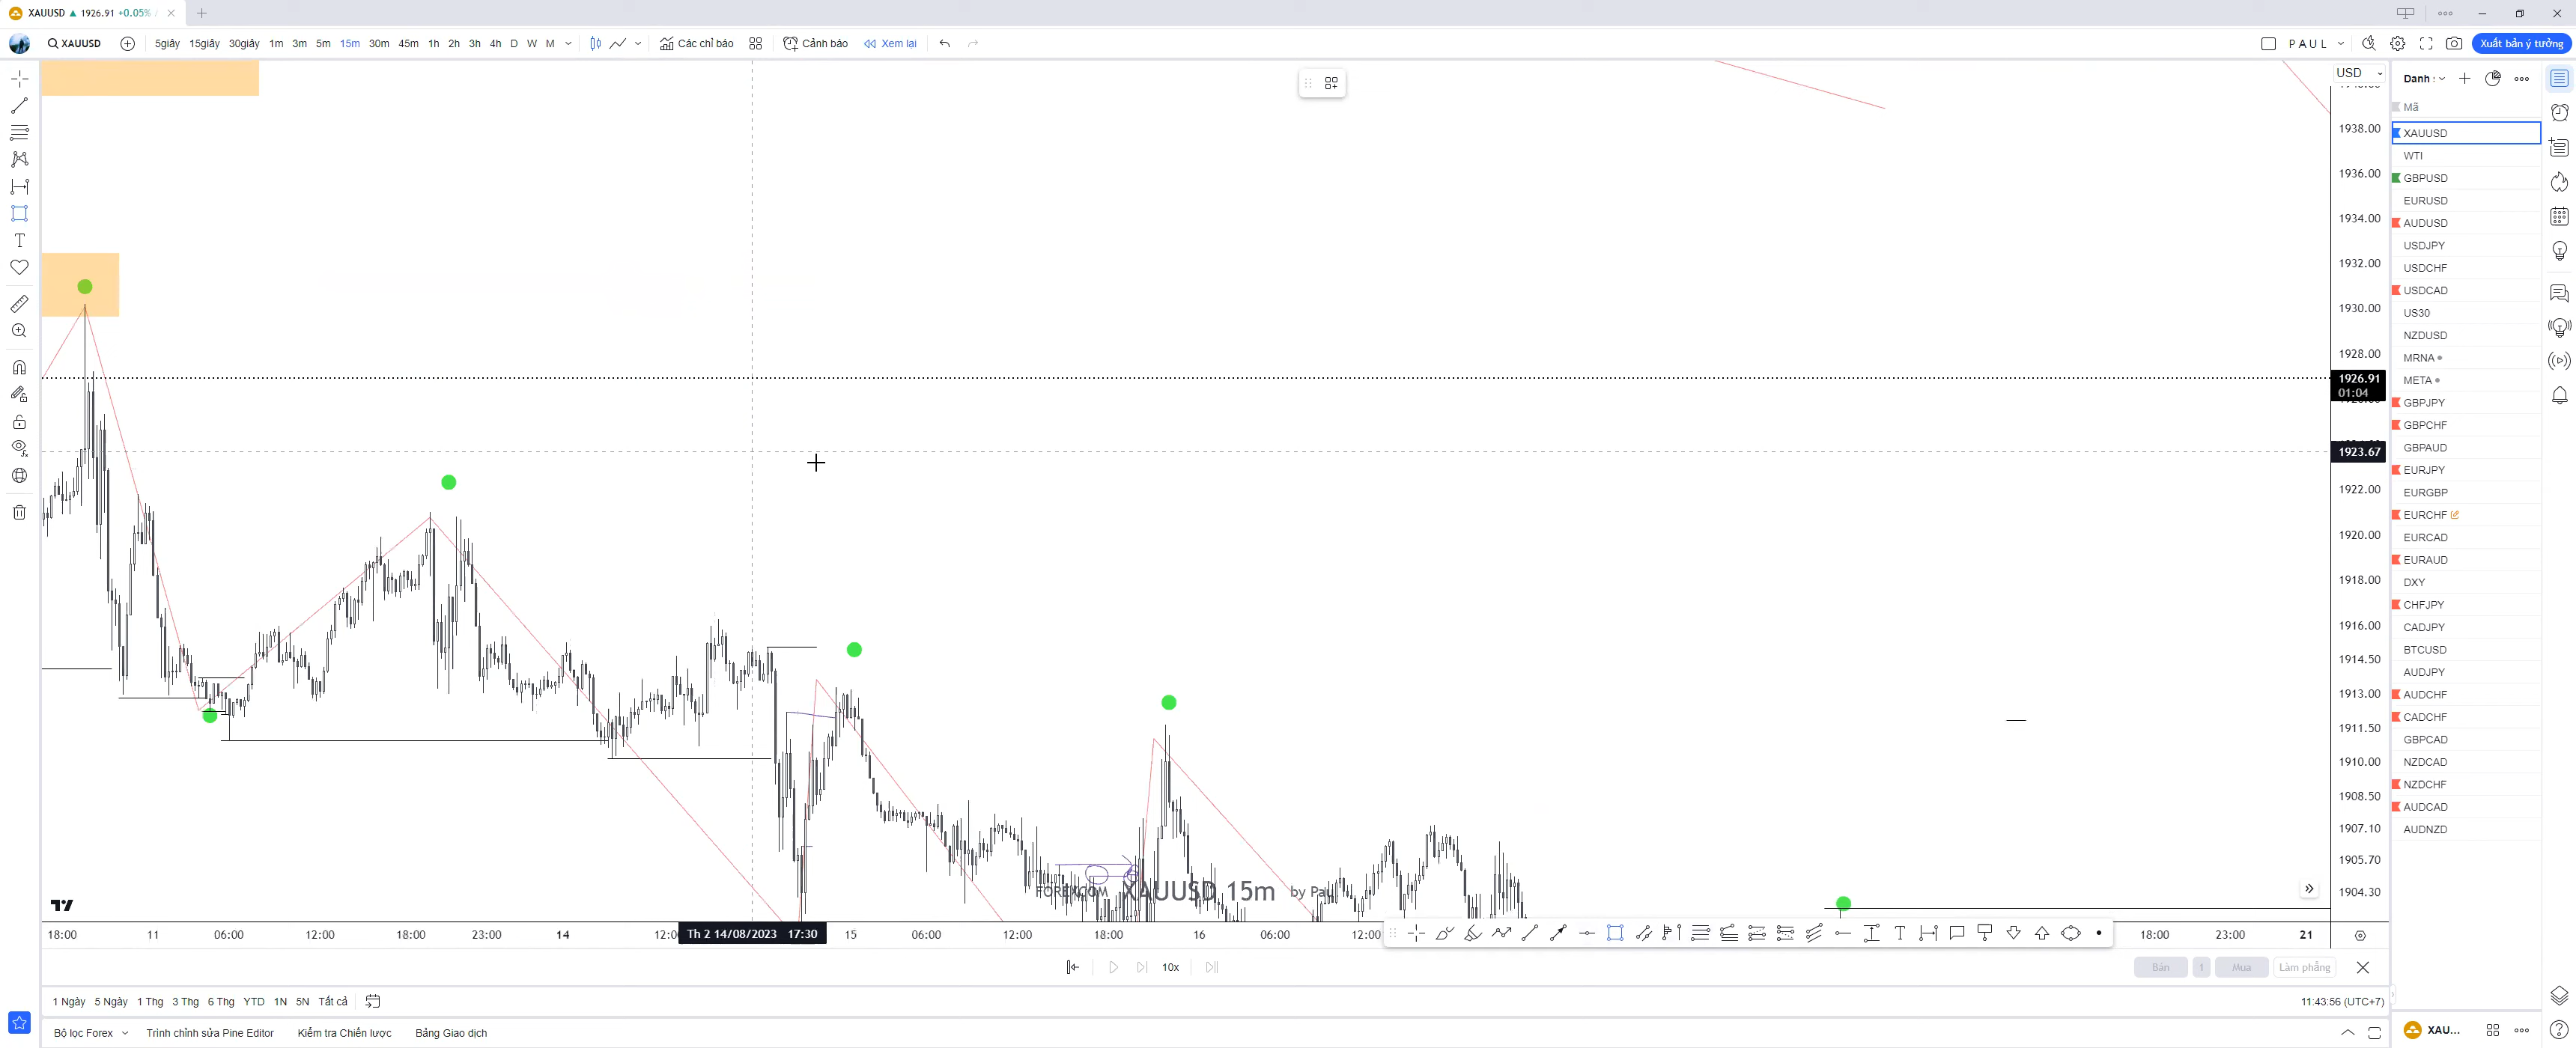 XAUUSD ▲ 1926.91 +0.05% /
XAUUSD 5giây 15giây 30giây 1m 3m 5m 15m 30m 45m 1h 2h 3h 4h D W M Các chỉ báo Cảnh báo Xem lại PAUL Xuất bản ý tưởng
USD
1938.00
1936.00
1934.00
1932.00
1930.00
1928.00
1926.91
01:04
1923.67
1922.00
1920.00
1918.00
1916.00
1914.50
1913.00
1911.50
1910.00
1908.50
1907.10
1905.70
1904.30
FOREXCOM XAUUSD 15m by Paul
18:00 11 06:00 12:00 18:00 23:00 14 12:00 Th 2 14/08/2023 17:30 15 06:00 12:00 18:00 16 06:00 12:00 18:00 23:00 21
10x
Bán 1 Mua Làm phẳng
1 Ngày 5 Ngày 1 Thg 3 Thg 6 Thg YTD 1N 5N Tất cả
11:43:56 (UTC+7)
Bộ lọc Forex Trình chỉnh sửa Pine Editor Kiểm tra Chiến lược Bảng Giao dịch
Danh :
Mã
XAUUSD
WTI
GBPUSD
EURUSD
AUDUSD
USDJPY
USDCHF
USDCAD
US30
NZDUSD
MRNA
META
GBPJPY
GBPCHF
GBPAUD
EURJPY
EURGBP
EURCHF
EURCAD
EURAUD
DXY
CHFJPY
CADJPY
BTCUSD
AUDJPY
AUDCHF
CADCHF
GBPCAD
NZDCAD
NZDCHF
AUDCAD
AUDNZD
XAU...